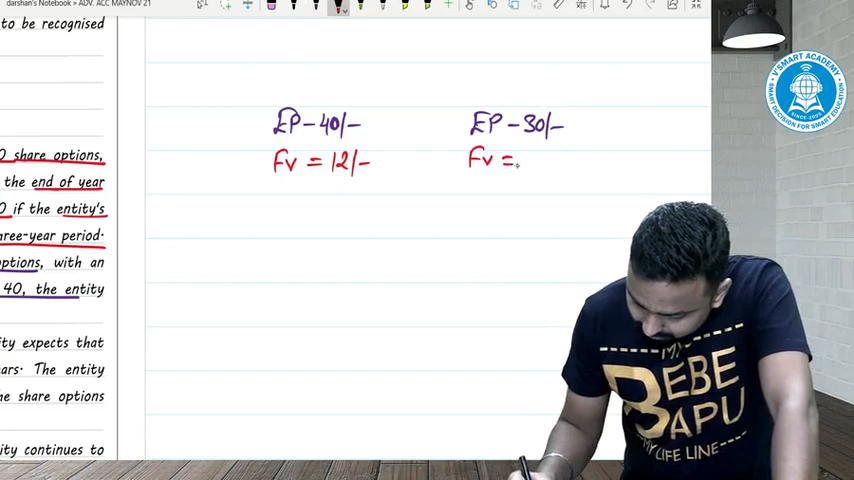 darshan's Notebook » ADV. ACC MAYNOV 21
to be recognised
0 share options,
the end of year
0 if the entity's
hree-year period.
options, with an
40, the entity
ity expects that
ars. The entity
he share options
ity continues to
EP - 40/-
EP - 30/-
Fv = 12/-
Fv =
V'SMART ACADEMY
SMART DECISION FOR SMART EDUCATION
SINCE-2005
MY
BEBE
BAPU
MY LIFE LINE